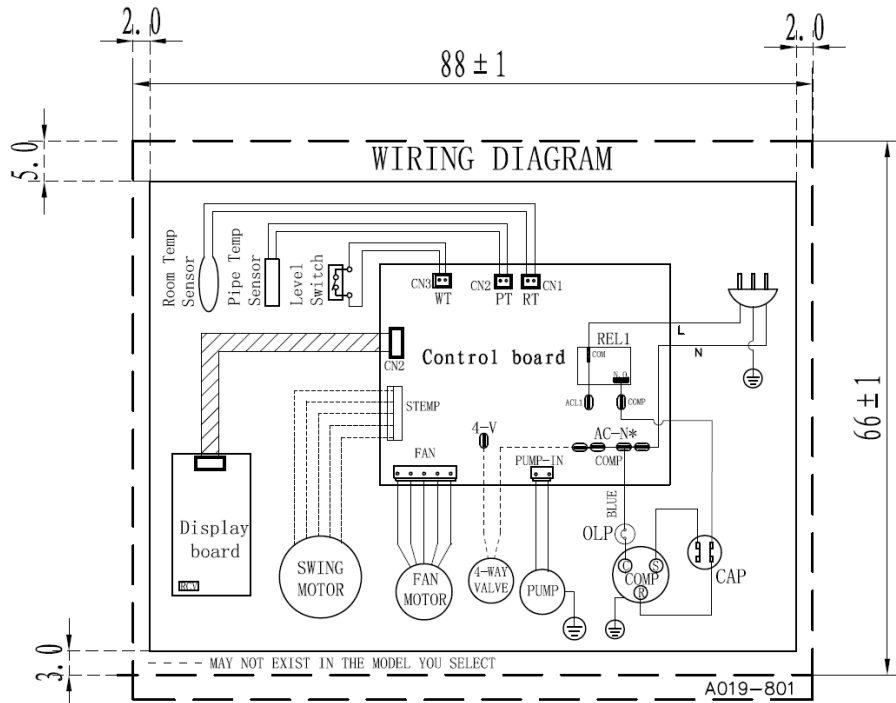 2.0
2.0
88±1
5.0
WIRING DIAGRAM
Room Temp
Sensor
Pipe Temp
Sensor
Level
Switch
CN3
WT
CN2
PT
RT
CN1
L
N
REL1
COM
N.O
Control board
CN2
ACL1
COMP
STEMP
4-V
AC-N*
COMP
FAN
PUMP-IN
66±1
BLUE
OLP
Display
board
RCV
SWING
MOTOR
FAN
MOTOR
4-WAY
VALVE
PUMP
C
S
COMP
R
CAP
3.0
------ MAY NOT EXIST IN THE MODEL YOU SELECT
A019-801